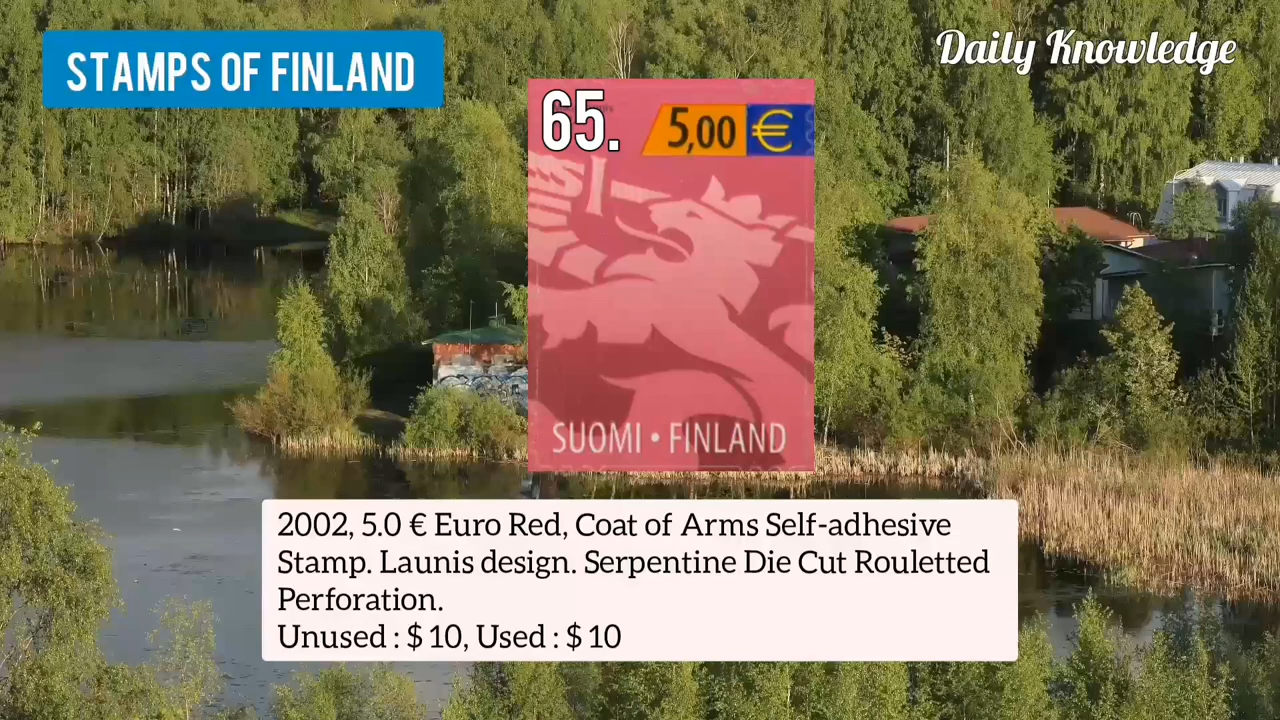 STAMPS OF FINLAND
Daily Knowledge
65.
5,00 €
SUOMI • FINLAND
2002, 5.0 € Euro Red, Coat of Arms Self-adhesive
Stamp. Launis design. Serpentine Die Cut Rouletted
Perforation.
Unused : $ 10, Used : $ 10